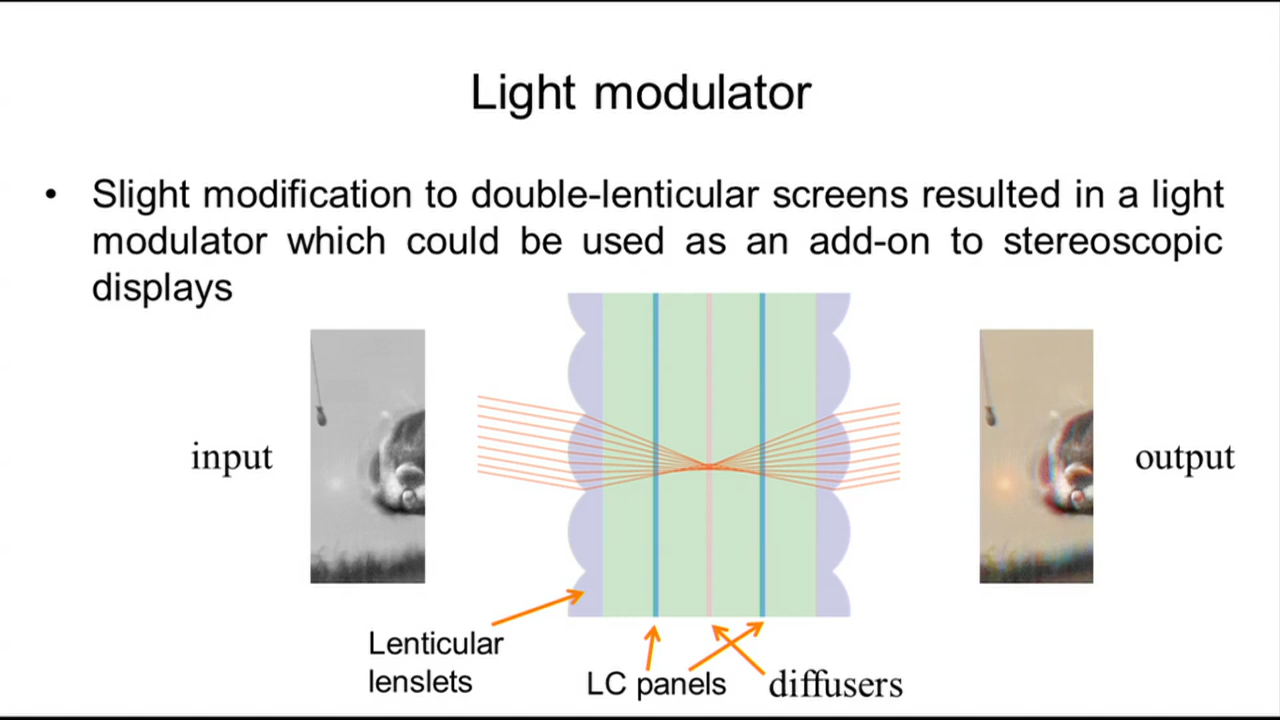 Light modulator
• Slight modification to double-lenticular screens resulted in a light
modulator which could be used as an add-on to stereoscopic
displays
input
output
Lenticular
lenslets
LC panels
diffusers